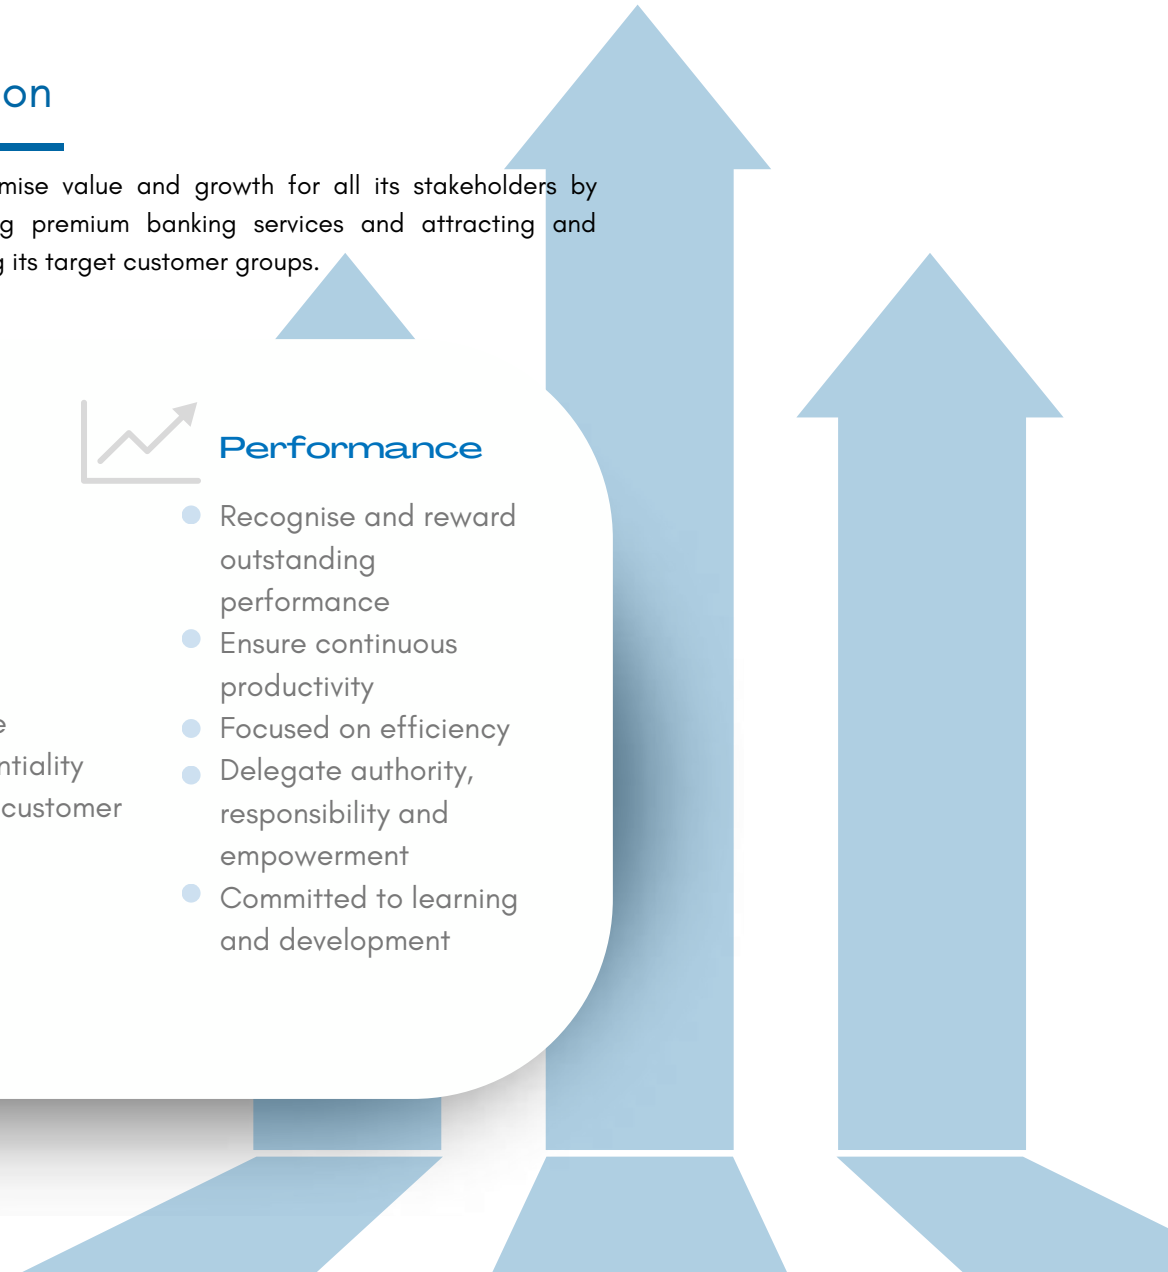 on
mise value and growth for all its stakeholders by
g premium banking services and attracting and
g its target customer groups.
Performance
Recognise and reward
outstanding
performance
Ensure continuous
productivity
Focused on efficiency
Delegate authority,
responsibility and
empowerment
Committed to learning
and development
e
ntiality
customer